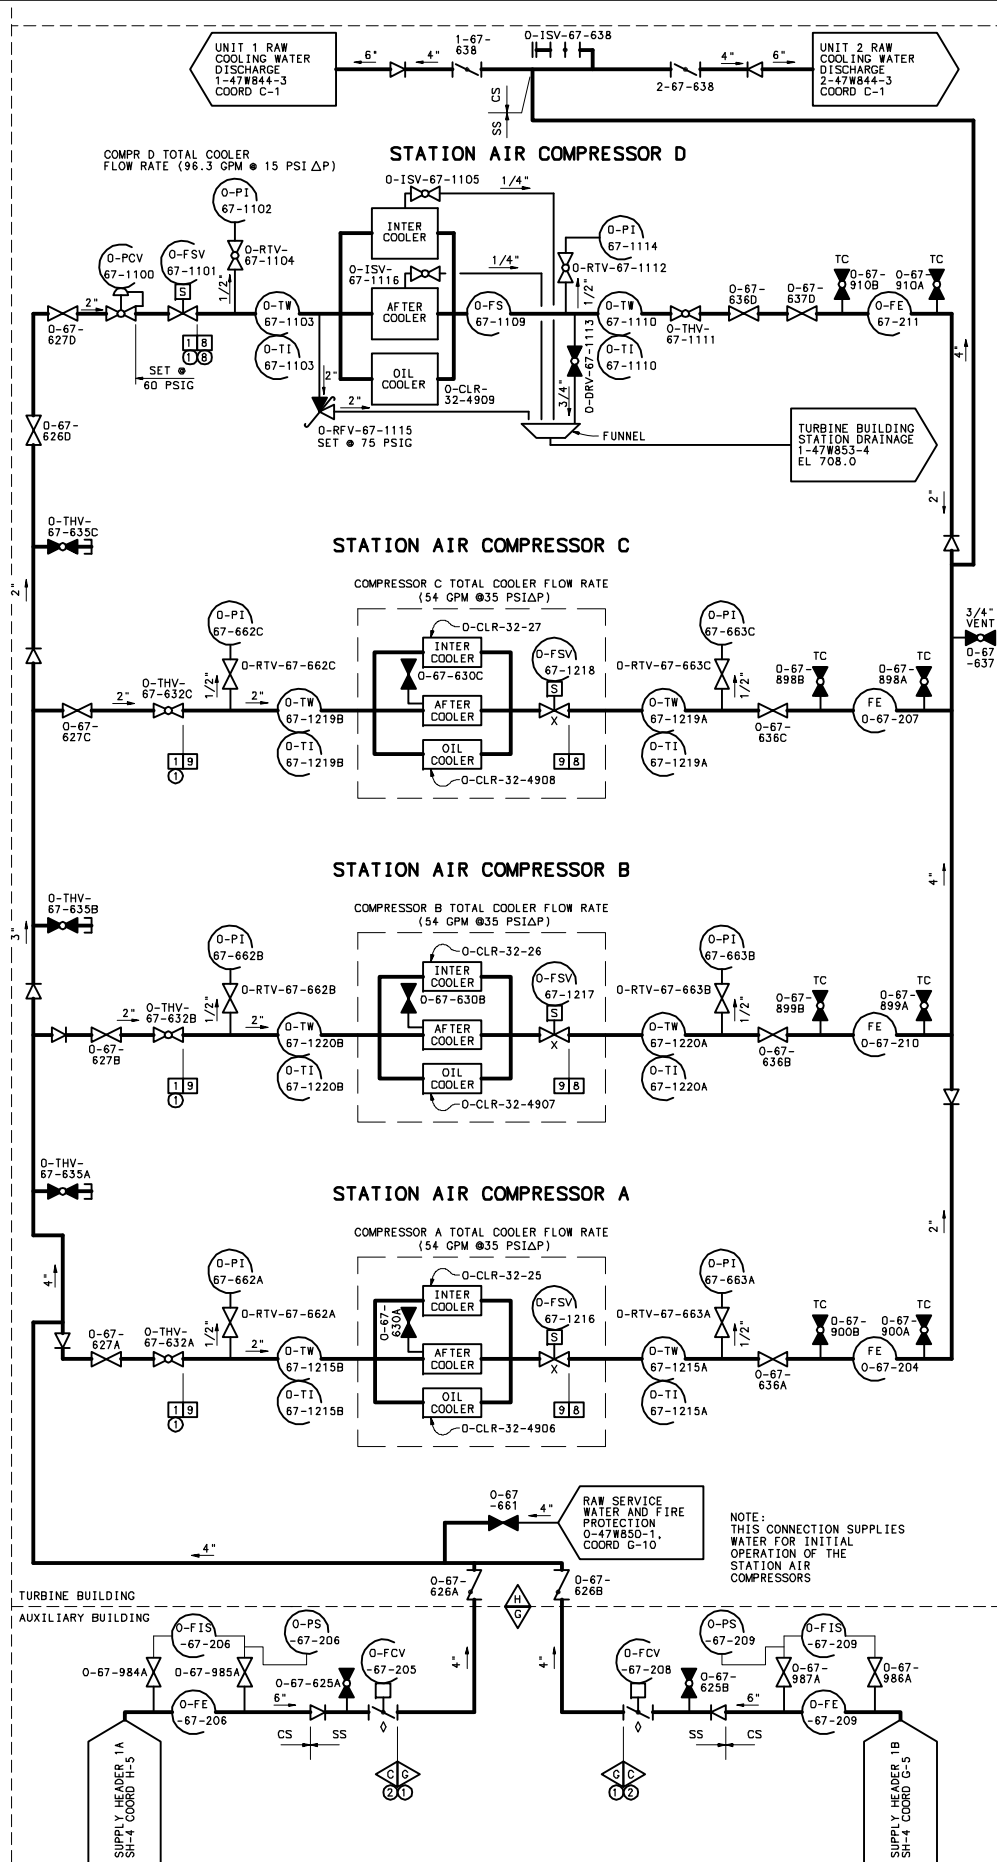 UNIT 1 RAW
COOLING WATER
DISCHARGE
1-47W844-3
COORD C-1
6"
4"
1-67-
638
0-ISV-67-638
2-67-638
4"
6"
UNIT 2 RAW
COOLING WATER
DISCHARGE
2-47W844-3
COORD C-1
CS
SS
STATION AIR COMPRESSOR D
COMPR D TOTAL COOLER
FLOW RATE (96.3 GPM @ 15 PSI △P)
0-PI
67-1102
0-RTV-
67-1104
1/2"
0-PCV
67-1100
0-FSV
67-1101
S
2"
0-67-
627D
1 8
1 8
SET @
60 PSIG
0-TW
67-1103
0-TI
67-1103
0-ISV-67-1105
1/4"
INTER
COOLER
0-ISV-
67-1116
1/4"
AFTER
COOLER
OIL
COOLER
0-CLR-
32-4909
0-FS
67-1109
2"
2"
0-RFV-67-1115
SET @ 75 PSIG
0-PI
67-1114
0-RTV-67-1112
1/2"
0-DRV-67-1113
3/4"
FUNNEL
0-TW
67-1110
0-TI
67-1110
0-THV-
67-1111
0-67-
636D
0-67-
637D
TC
0-67-
910B
0-67-
910A
TC
0-FE
67-211
4"
TURBINE BUILDING
STATION DRAINAGE
1-47W853-4
EL 708.0
0-67-
626D
2"
0-THV-
67-635C
2"
STATION AIR COMPRESSOR C
COMPRESSOR C TOTAL COOLER FLOW RATE
(54 GPM @35 PSI△P)
0-PI
67-662C
0-RTV-67-662C
1/2"
0-THV-
67-632C
2"
0-67-
627C
1 9
1
2"
0-TW
67-1219B
0-TI
67-1219B
0-CLR-32-27
INTER
COOLER
0-67-630C
AFTER
COOLER
OIL
COOLER
0-CLR-32-4908
0-FSV
67-1218
S
X
9 8
0-RTV-67-663C
0-PI
67-663C
1/2"
0-TW
67-1219A
0-TI
67-1219A
0-67-
636C
TC
0-67-
898B
TC
0-67-
898A
FE
0-67-207
3/4"
VENT
0-67
-637
0-THV-
67-635B
3"
4"
STATION AIR COMPRESSOR B
COMPRESSOR B TOTAL COOLER FLOW RATE
(54 GPM @35 PSI△P)
0-PI
67-662B
0-RTV-67-662B
1/2"
0-THV-
67-632B
2"
0-67-
627B
1 9
1
2"
0-TW
67-1220B
0-TI
67-1220B
0-CLR-32-26
INTER
COOLER
0-67-630B
AFTER
COOLER
OIL
COOLER
0-CLR-32-4907
0-FSV
67-1217
S
X
9 8
0-RTV-67-663B
0-PI
67-663B
1/2"
0-TW
67-1220A
0-TI
67-1220A
0-67-
636B
TC
0-67-
899B
TC
0-67-
899A
FE
0-67-210
0-THV-
67-635A
STATION AIR COMPRESSOR A
COMPRESSOR A TOTAL COOLER FLOW RATE
(54 GPM @35 PSI△P)
4"
2"
0-PI
67-662A
0-RTV-67-662A
1/2"
0-67-
627A
0-THV-
67-632A
1 9
1
2"
0-TW
67-1215B
0-TI
67-1215B
0-CLR-32-25
INTER
COOLER
0-67-
630A
AFTER
COOLER
OIL
COOLER
0-CLR-32-4906
0-FSV
67-1216
S
X
9 8
0-RTV-67-663A
0-PI
67-663A
1/2"
0-TW
67-1215A
0-TI
67-1215A
0-67-
636A
TC
0-67-
900B
TC
0-67-
900A
FE
0-67-204
0-67
-661
4"
RAW SERVICE
WATER AND FIRE
PROTECTION
0-47W850-1,
COORD G-10
NOTE:
THIS CONNECTION SUPPLIES
WATER FOR INITIAL
OPERATION OF THE
STATION AIR
COMPRESSORS
4"
0-67-
626A
0-67-
626B
TURBINE BUILDING
AUXILIARY BUILDING
H
G
0-FIS
-67-206
0-PS
-67-206
0-67-984A
0-67-985A
0-67-625A
0-FCV
-67-205
0-FE
-67-206
6"
CS
SS
4"
C G
2 1
4"
0-FCV
-67-208
0-PS
-67-209
0-FIS
-67-209
0-67-
625B
0-67-
987A
0-67-
986A
6"
0-FE
-67-209
SS
CS
G C
1 2
SUPPLY HEADER 1A
SH-4 COORD H-5
SUPPLY HEADER 1B
SH-4 COORD G-5